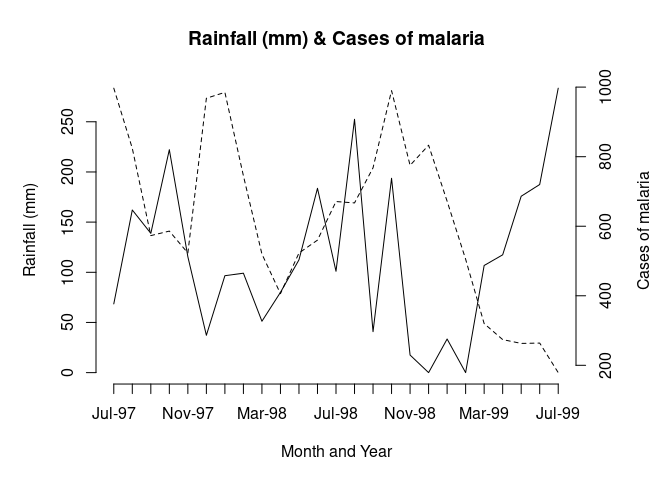 Rainfall (mm) & Cases of malaria
Rainfall (mm)
250
200
150
100
50
0
1000
800
600
400
200
Cases of malaria
Jul-97 Nov-97 Mar-98 Jul-98 Nov-98 Mar-99 Jul-99
Month and Year